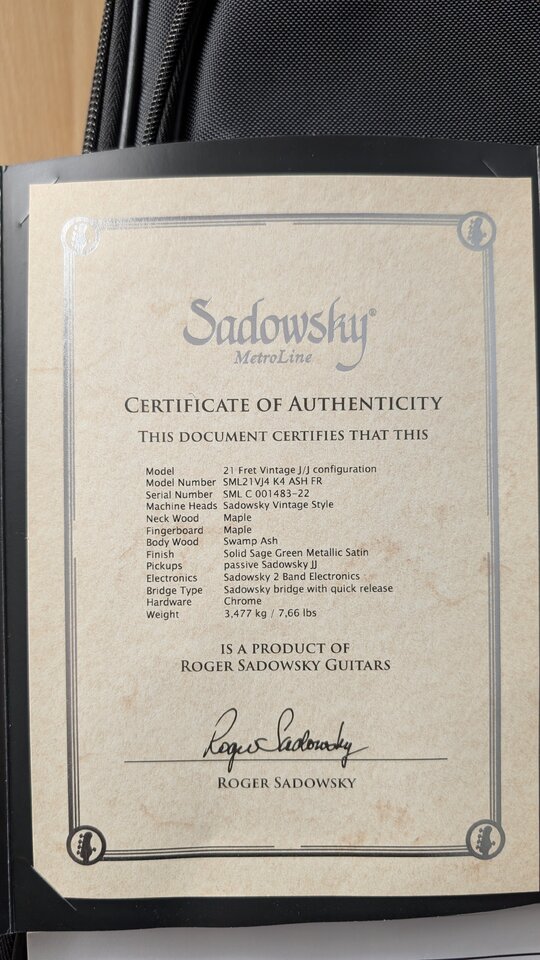 Sadowsky®
MetroLine
CERTIFICATE OF AUTHENTICITY
THIS DOCUMENT CERTIFIES THAT THIS
Model 21 Fret Vintage J/J configuration
Model Number SML21VJ4 K4 ASH FR
Serial Number SML C 001483-22
Machine Heads Sadowsky Vintage Style
Neck Wood Maple
Fingerboard Maple
Body Wood Swamp Ash
Finish Solid Sage Green Metallic Satin
Pickups passive Sadowsky JJ
Electronics Sadowsky 2 Band Electronics
Bridge Type Sadowsky bridge with quick release
Hardware Chrome
Weight 3,477 kg / 7,66 lbs
IS A PRODUCT OF
ROGER SADOWSKY GUITARS
Roger Sadowsky
ROGER SADOWSKY